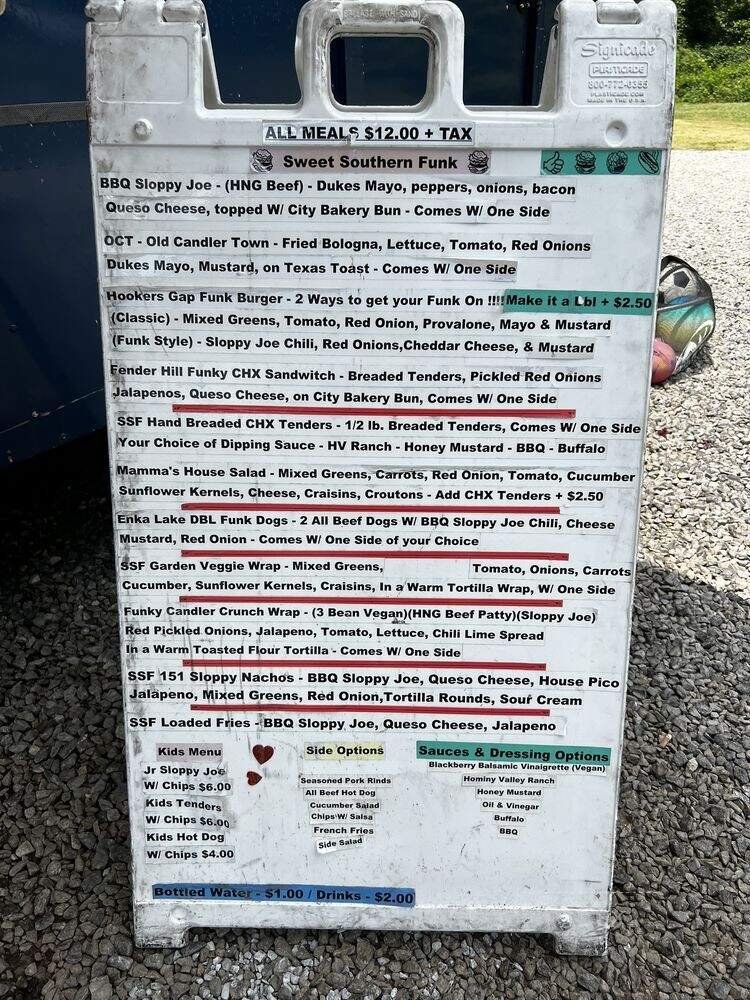 RELEASE WITH SAND
Signicade
PLASTICADE
800-772-0355
PLASTICADE.COM
MADE IN THE U.S.A.
ALL MEALS $12.00 + TAX
Sweet Southern Funk
BBQ Sloppy Joe - (HNG Beef) - Dukes Mayo, peppers, onions, bacon
Queso Cheese, topped W/ City Bakery Bun - Comes W/ One Side
OCT - Old Candler Town - Fried Bologna, Lettuce, Tomato, Red Onions
Dukes Mayo, Mustard, on Texas Toast - Comes W/ One Side
Hookers Gap Funk Burger - 2 Ways to get your Funk On !!!! Make it a Dbl + $2.50
(Classic) - Mixed Greens, Tomato, Red Onion, Provalone, Mayo & Mustard
(Funk Style) - Sloppy Joe Chili, Red Onions,Cheddar Cheese, & Mustard
Fender Hill Funky CHX Sandwitch - Breaded Tenders, Pickled Red Onions
Jalapenos, Queso Cheese, on City Bakery Bun, Comes W/ One Side
SSF Hand Breaded CHX Tenders - 1/2 lb. Breaded Tenders, Comes W/ One Side
Your Choice of Dipping Sauce - HV Ranch - Honey Mustard - BBQ - Buffalo
Mamma's House Salad - Mixed Greens, Carrots, Red Onion, Tomato, Cucumber
Sunflower Kernels, Cheese, Craisins, Croutons - Add CHX Tenders + $2.50
Enka Lake DBL Funk Dogs - 2 All Beef Dogs W/ BBQ Sloppy Joe Chili, Cheese
Mustard, Red Onion - Comes W/ One Side of your Choice
SSF Garden Veggie Wrap - Mixed Greens, Tomato, Onions, Carrots
Cucumber, Sunflower Kernels, Craisins, In a Warm Tortilla Wrap, W/ One Side
Funky Candler Crunch Wrap - (3 Bean Vegan)(HNG Beef Patty)(Sloppy Joe)
Red Pickled Onions, Jalapeno, Tomato, Lettuce, Chili Lime Spread
In a Warm Toasted Flour Tortilla - Comes W/ One Side
SSF 151 Sloppy Nachos - BBQ Sloppy Joe, Queso Cheese, House Pico
Jalapeno, Mixed Greens, Red Onion,Tortilla Rounds, Sour Cream
SSF Loaded Fries - BBQ Sloppy Joe, Queso Cheese, Jalapeno
Kids Menu
Jr Sloppy Joe
W/ Chips $6.00
Kids Tenders
W/ Chips $6.00
Kids Hot Dog
W/ Chips $4.00
Side Options
Seasoned Pork Rinds
All Beef Hot Dog
Cucumber Salad
Chips W/ Salsa
French Fries
Side Salad
Sauces & Dressing Options
Blackberry Balsamic Vinaigrette (Vegan)
Hominy Valley Ranch
Honey Mustard
Oil & Vinegar
Buffalo
BBQ
Bottled Water - $1.00 / Drinks - $2.00